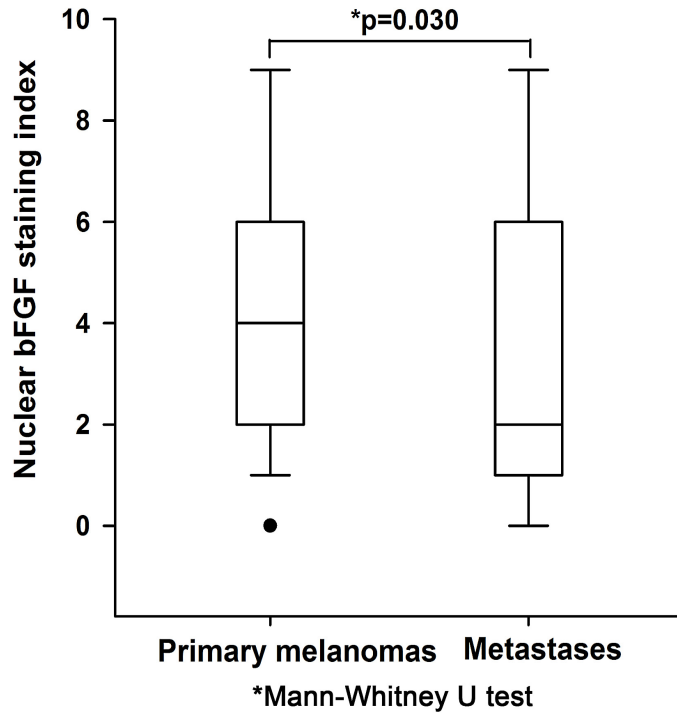 *p=0.030
Nuclear bFGF staining index
10
8
6
4
2
0
Primary melanomas
Metastases
*Mann-Whitney U test